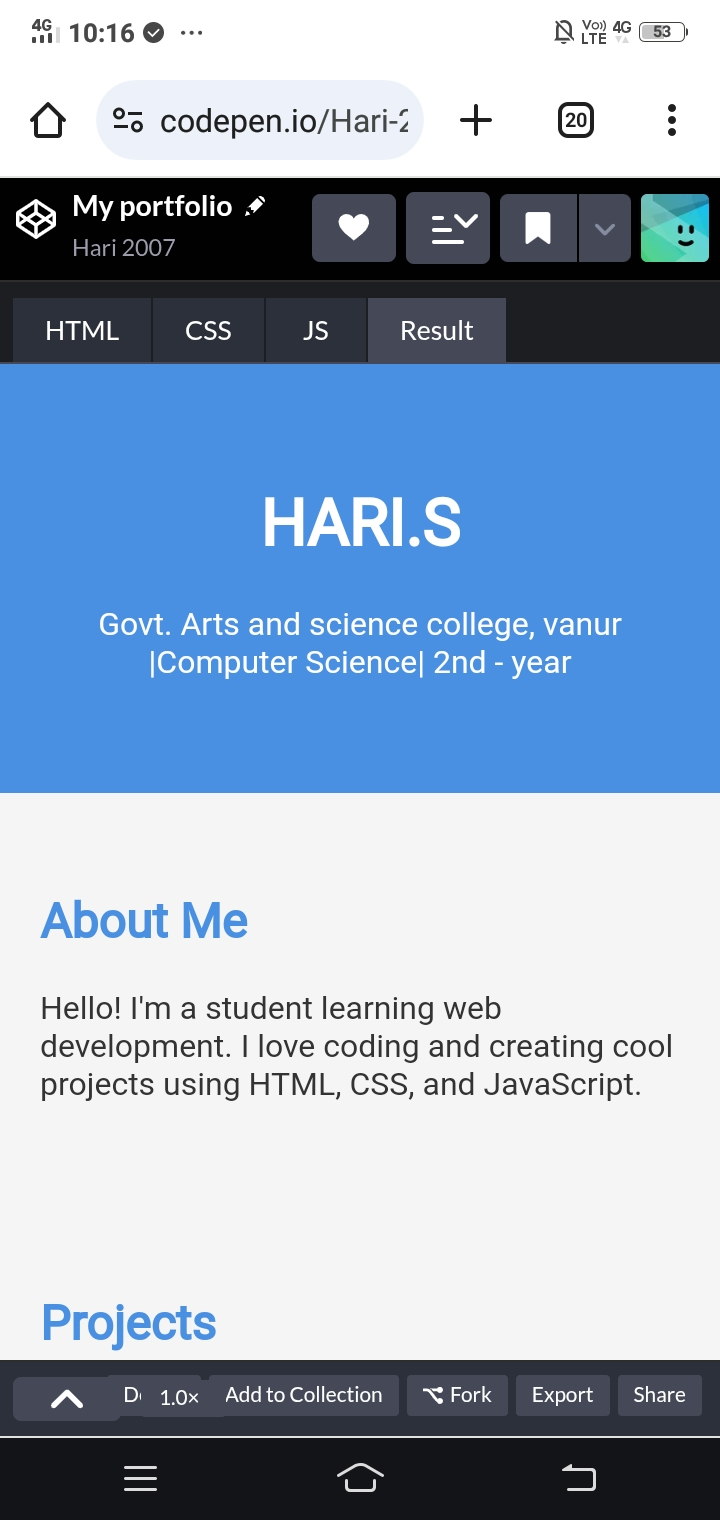 4G 10:16 ... Vo)) LTE 4G 53
codepen.io/Hari-2 20
My portfolio
Hari 2007
HTML CSS JS Result
HARI.S
Govt. Arts and science college, vanur
|Computer Science| 2nd - year
About Me
Hello! I'm a student learning web
development. I love coding and creating cool
projects using HTML, CSS, and JavaScript.
Projects
1.0× Add to Collection Fork Export Share